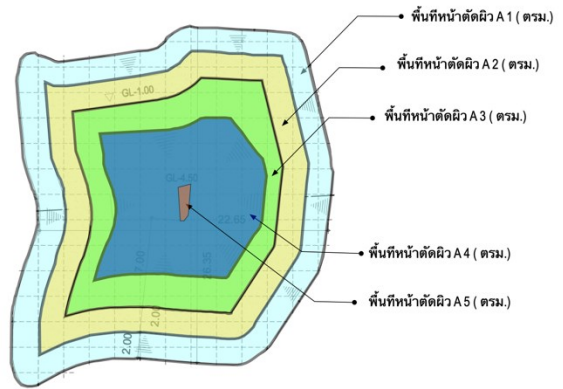 พื้นที่หน้าตัดผิว A 1 ( ตรม.)
พื้นที่หน้าตัดผิว A 2 ( ตรม.)
GL-1.00
พื้นที่หน้าตัดผิว A 3 ( ตรม.)
GL-4.50
22.65
พื้นที่หน้าตัดผิว A 4 ( ตรม.)
พื้นที่หน้าตัดผิว A 5 ( ตรม.)
2.00
2.00
2.00